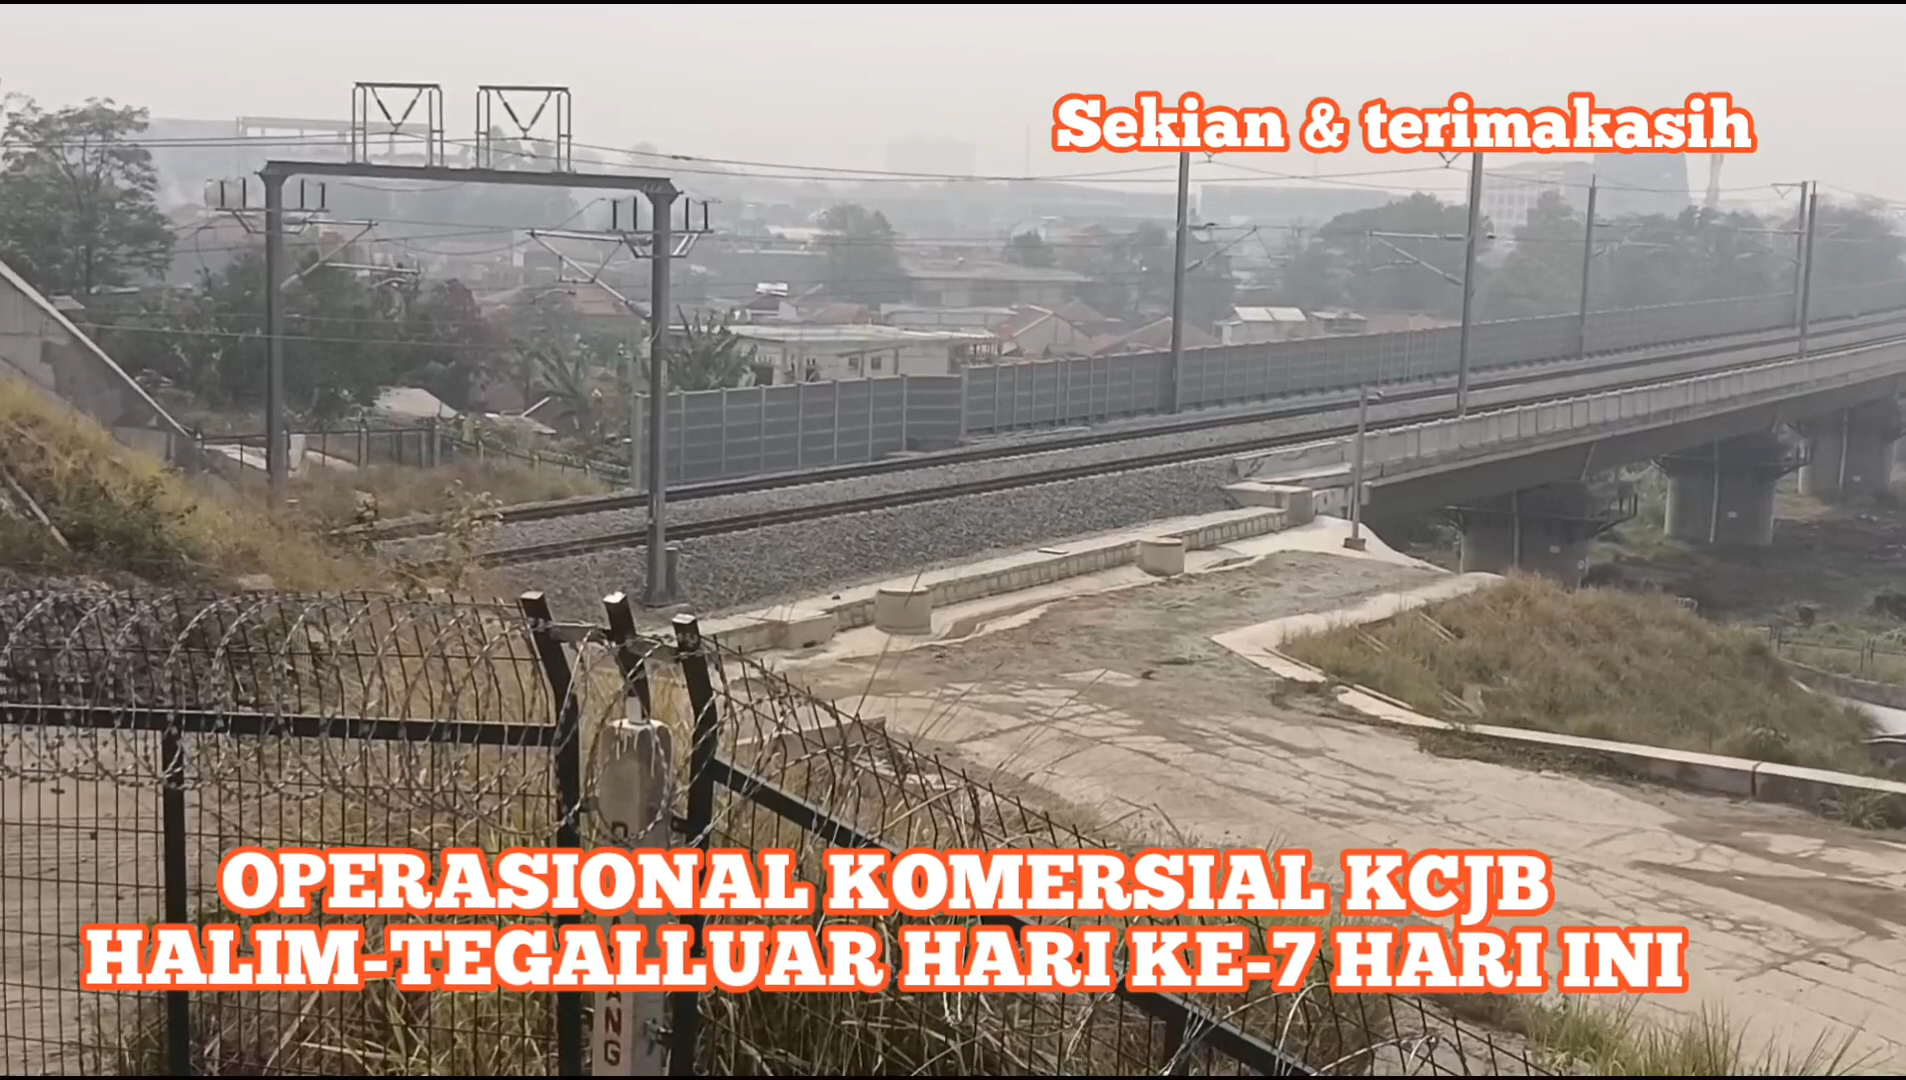 Sekian & terimakasih
OPERASIONAL KOMERSIAL KCJB
HALIM-TEGALLUAR HARI KE-7 HARI INI